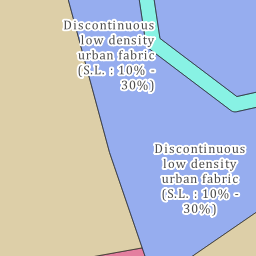 Discontinuous
low density
urban fabric
(S.L. : 10% -
30%)
Discontinuous
low density
urban fabric
(S.L. : 10% -
30%)